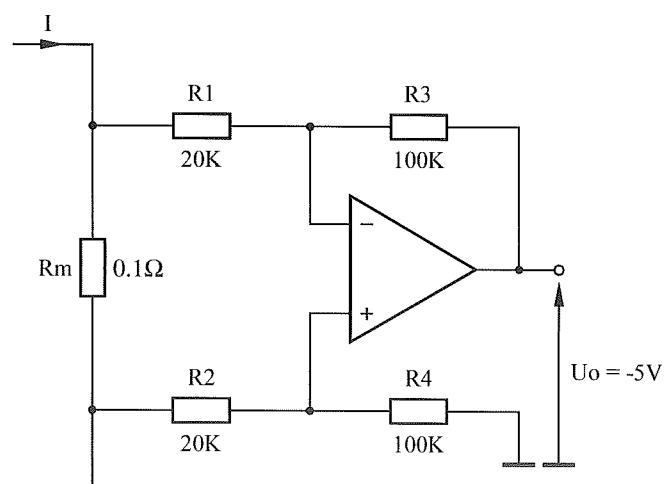 I
R1
R3
20K
100K
−
Rm
0.1Ω
+
Uo = -5V
R2
R4
20K
100K